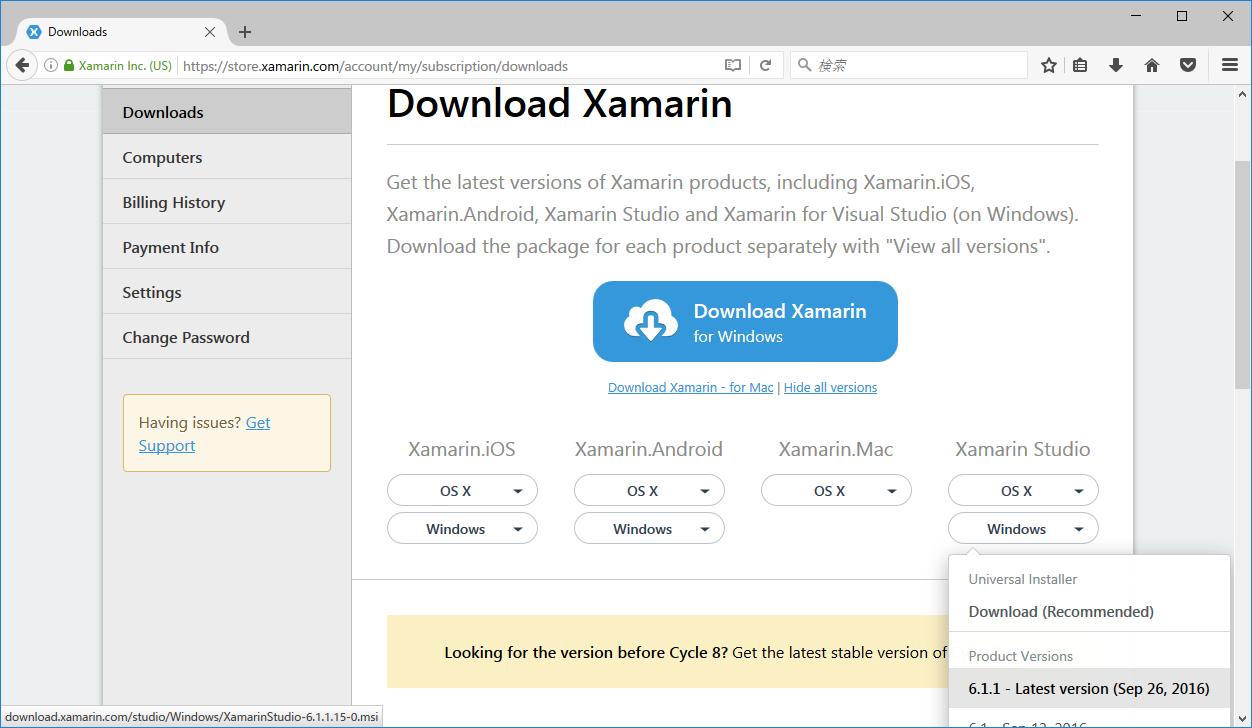 Downloads
Xamarin Inc. (US)
https://store.xamarin.com/account/my/subscription/downloads
検索
Downloads
Computers
Billing History
Payment Info
Settings
Change Password
Having issues? Get
Support
Download Xamarin
Get the latest versions of Xamarin products, including Xamarin.iOS,
Xamarin.Android, Xamarin Studio and Xamarin for Visual Studio (on Windows).
Download the package for each product separately with "View all versions".
Download Xamarin
for Windows
Download Xamarin - for Mac | Hide all versions
Xamarin.iOS
OS X
Windows
Xamarin.Android
OS X
Windows
Xamarin.Mac
OS X
Xamarin Studio
OS X
Windows
Universal Installer
Download (Recommended)
Product Versions
6.1.1 - Latest version (Sep 26, 2016)
Looking for the version before Cycle 8? Get the latest stable version of
download.xamarin.com/studio/Windows/XamarinStudio-6.1.1.15-0.msi